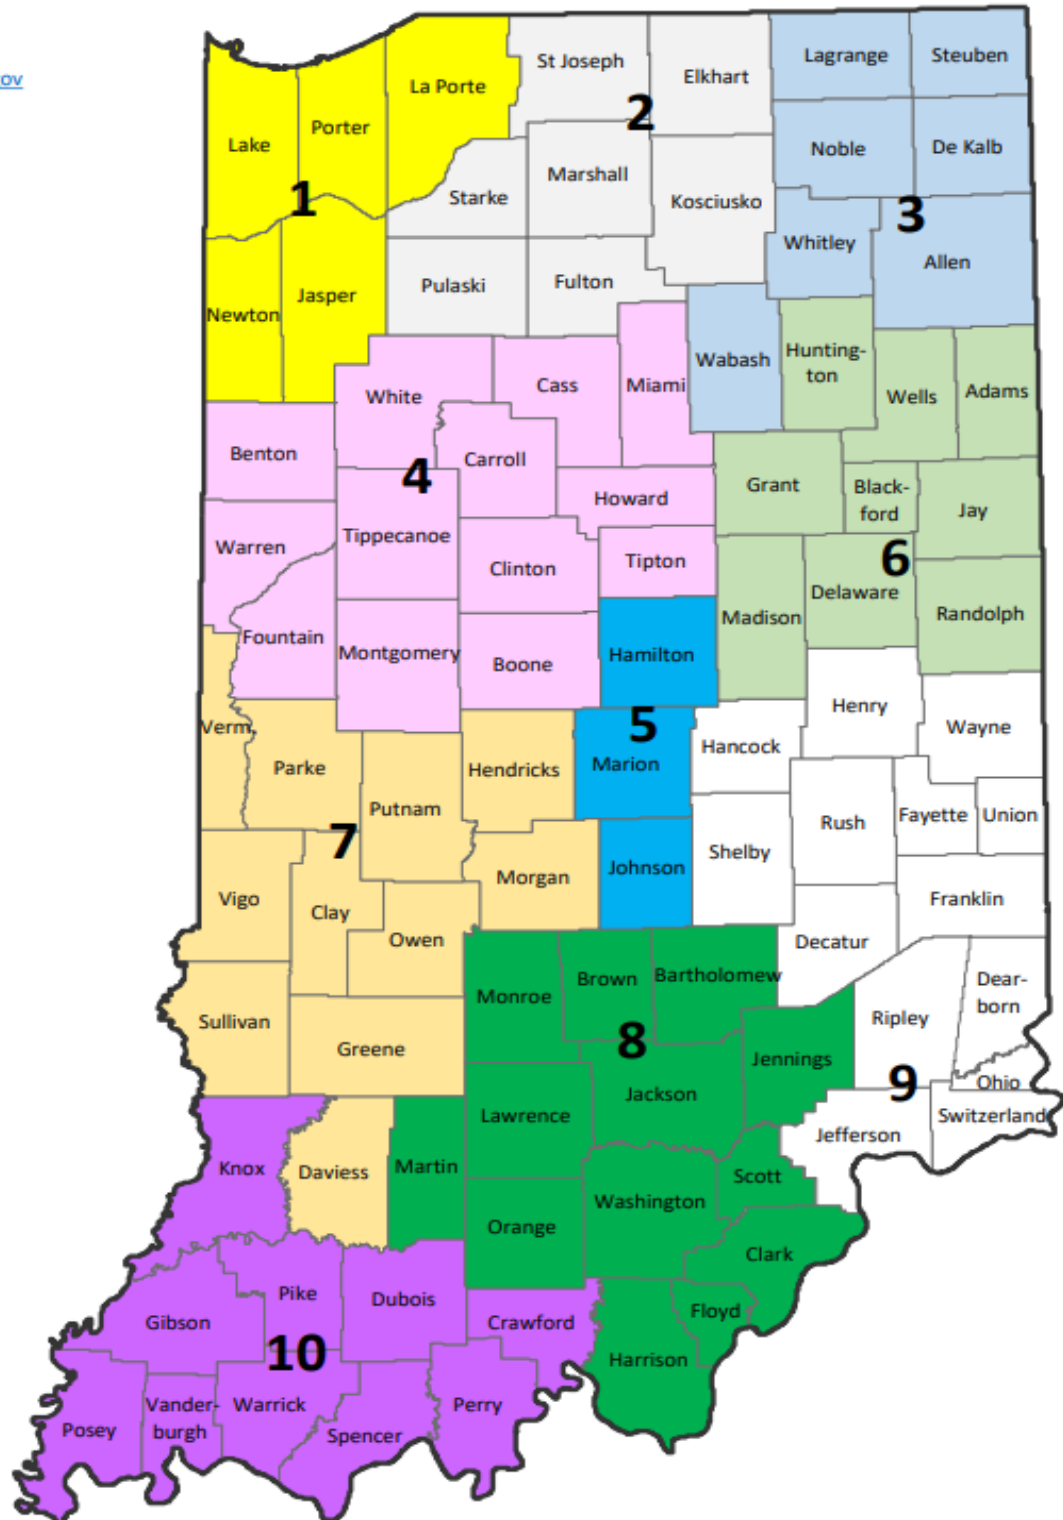 ov
St Joseph
Lagrange
Steuben
La Porte
Elkhart
2
Porter
Lake
Noble
De Kalb
Marshall
Starke
Kosciusko
1
3
Whitley
Allen
Pulaski
Fulton
Jasper
Newton
Wabash
Hunting-
ton
White
Cass
Miami
Wells
Adams
Benton
Carroll
4
Howard
Grant
Black-
ford
Jay
Warren
Tippecanoe
Clinton
Tipton
6
Delaware
Madison
Randolph
Fountain
Montgomery
Boone
Hamilton
Henry
Verm.
5
Wayne
Hancock
Parke
Hendricks
Marion
Putnam
Rush
Fayette
Union
7
Shelby
Johnson
Morgan
Vigo
Clay
Franklin
Owen
Decatur
Monroe
Brown
Bartholomew
Dear-
born
Sullivan
Ripley
Greene
8
Jennings
9
Ohio
Jackson
Lawrence
Switzerland
Jefferson
Knox
Daviess
Martin
Scott
Washington
Orange
Clark
Pike
Dubois
Gibson
Crawford
Floyd
10
Harrison
Posey
Vander-
burgh
Warrick
Perry
Spencer